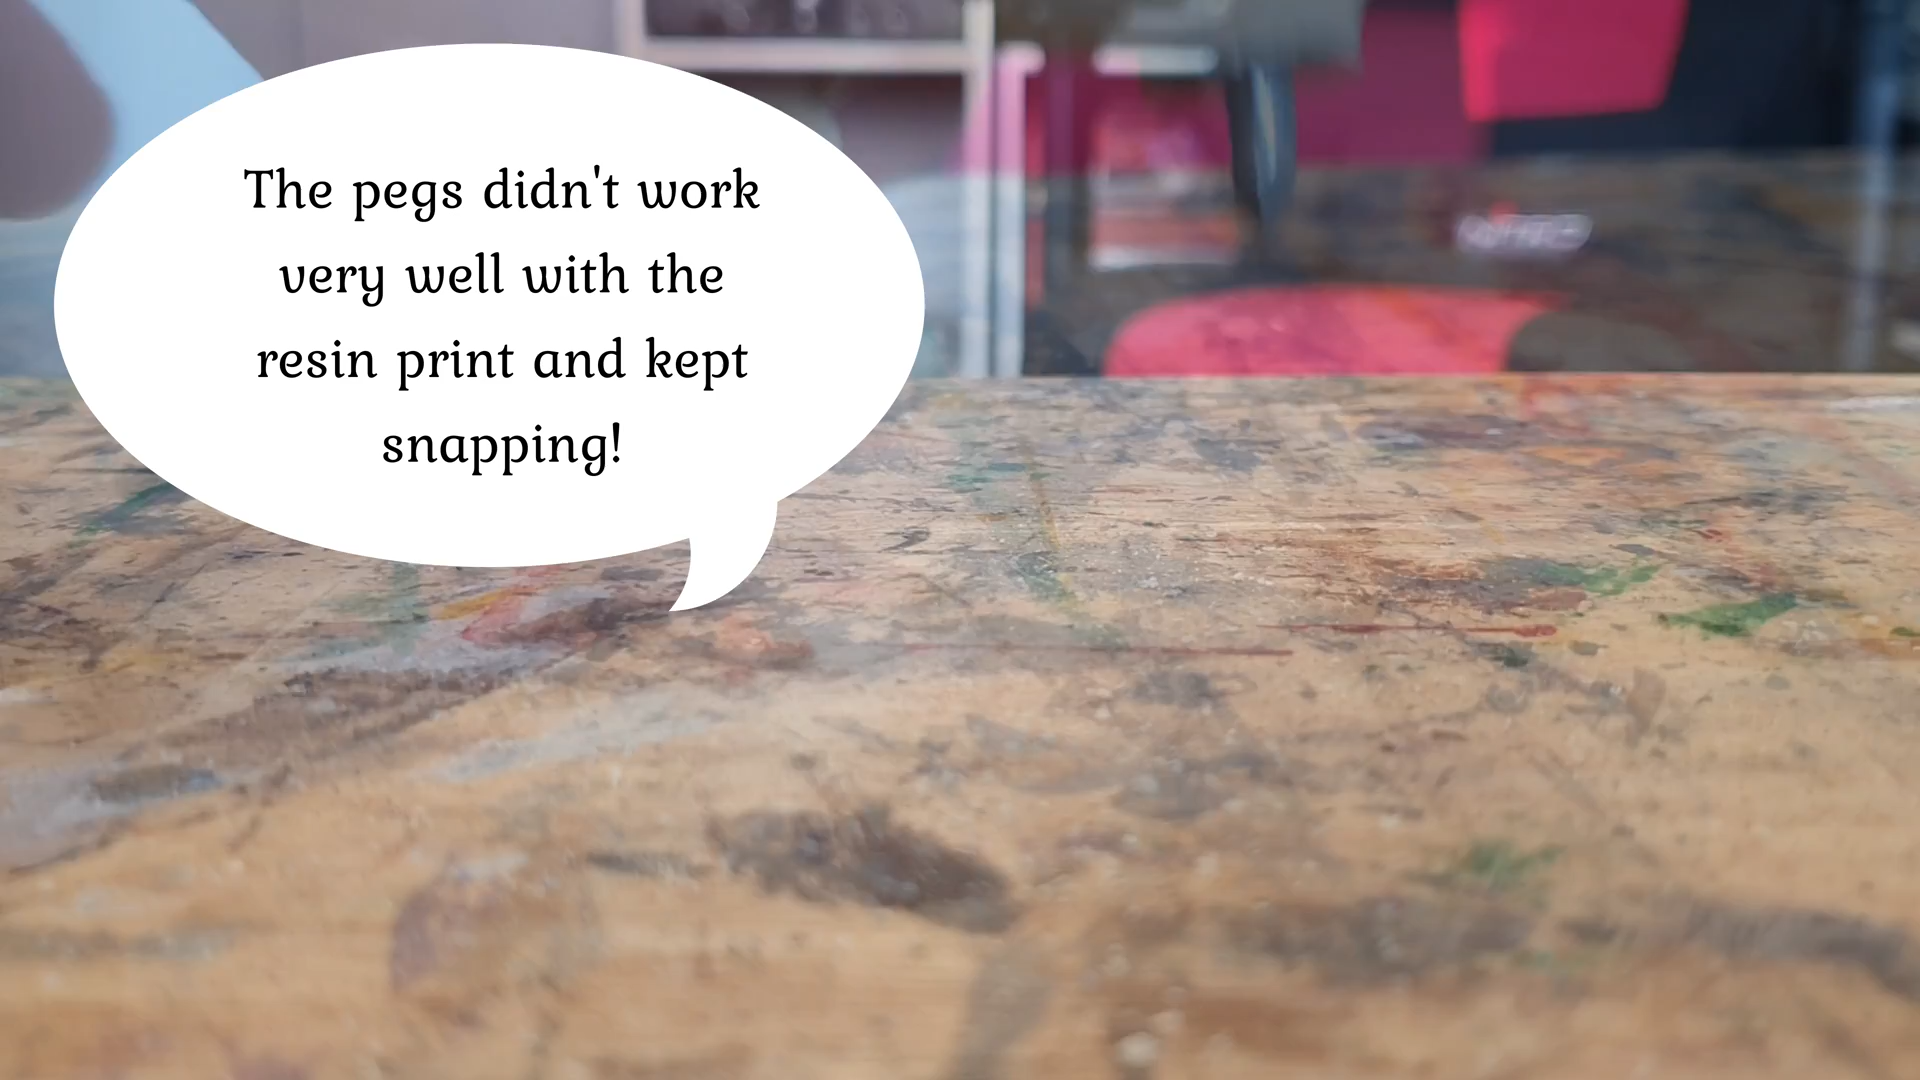 The pegs didn't work
very well with the
resin print and kept
snapping!